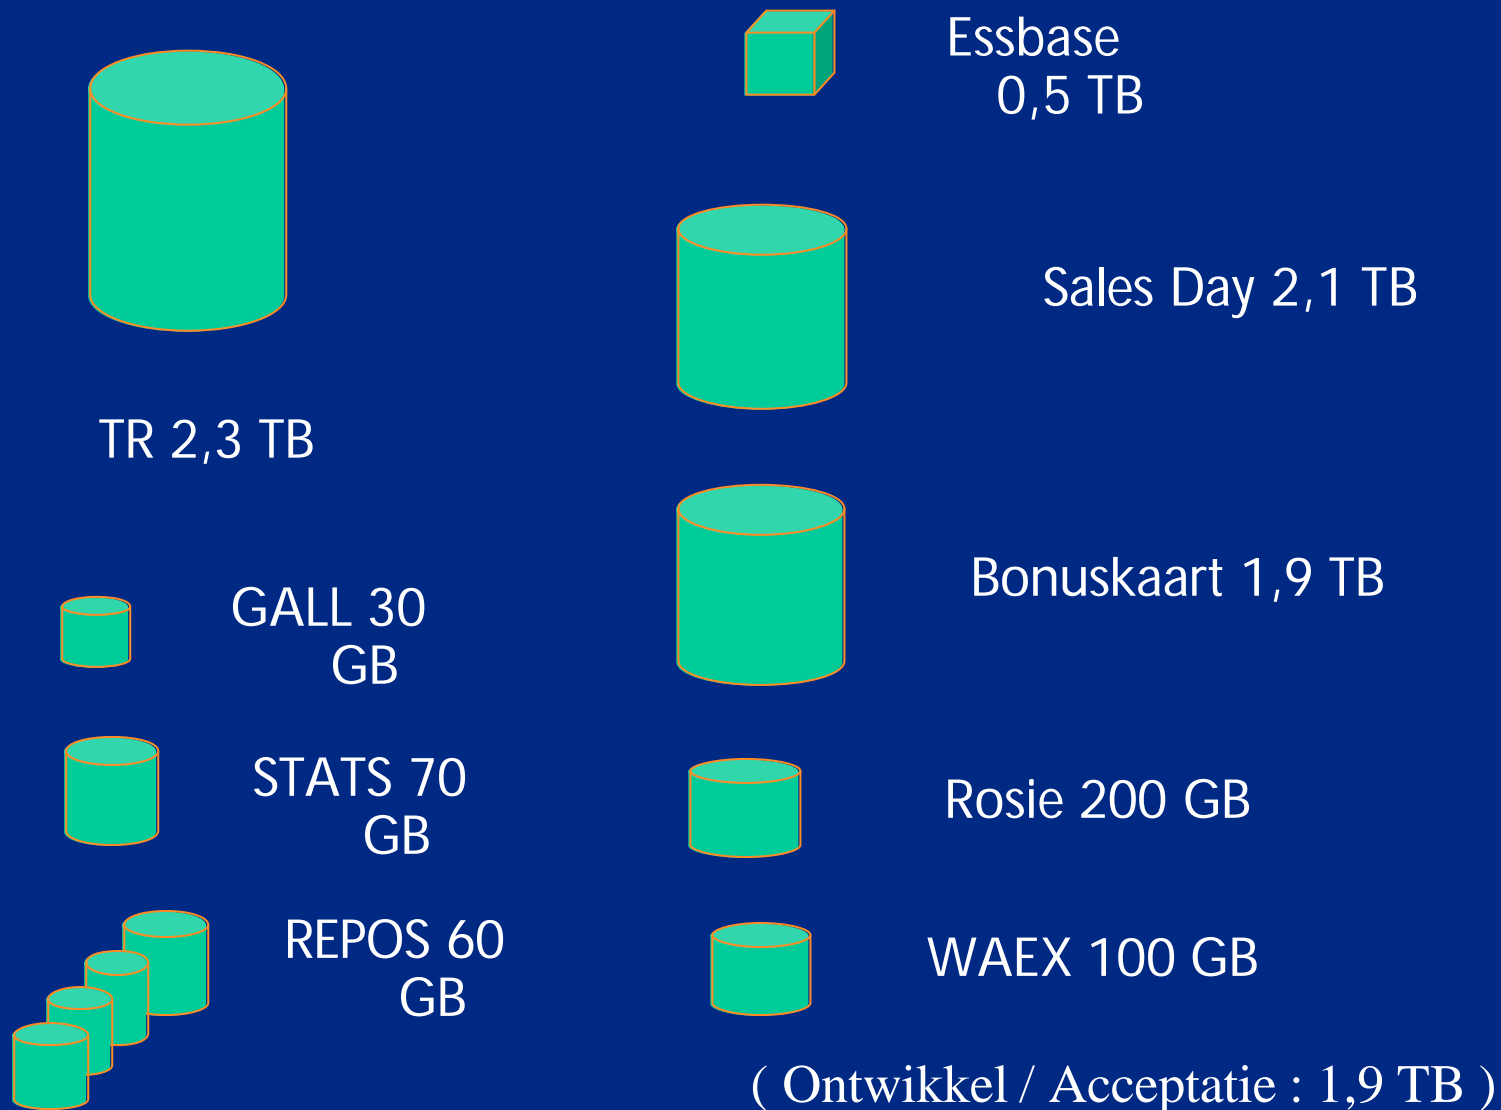 Essbase
0,5 TB
Sales Day 2,1 TB
TR 2,3 TB
Bonuskaart 1,9 TB
GALL 30
GB
STATS 70
GB
Rosie 200 GB
REPOS 60
GB
WAEX 100 GB
( Ontwikkel / Acceptatie : 1,9 TB )